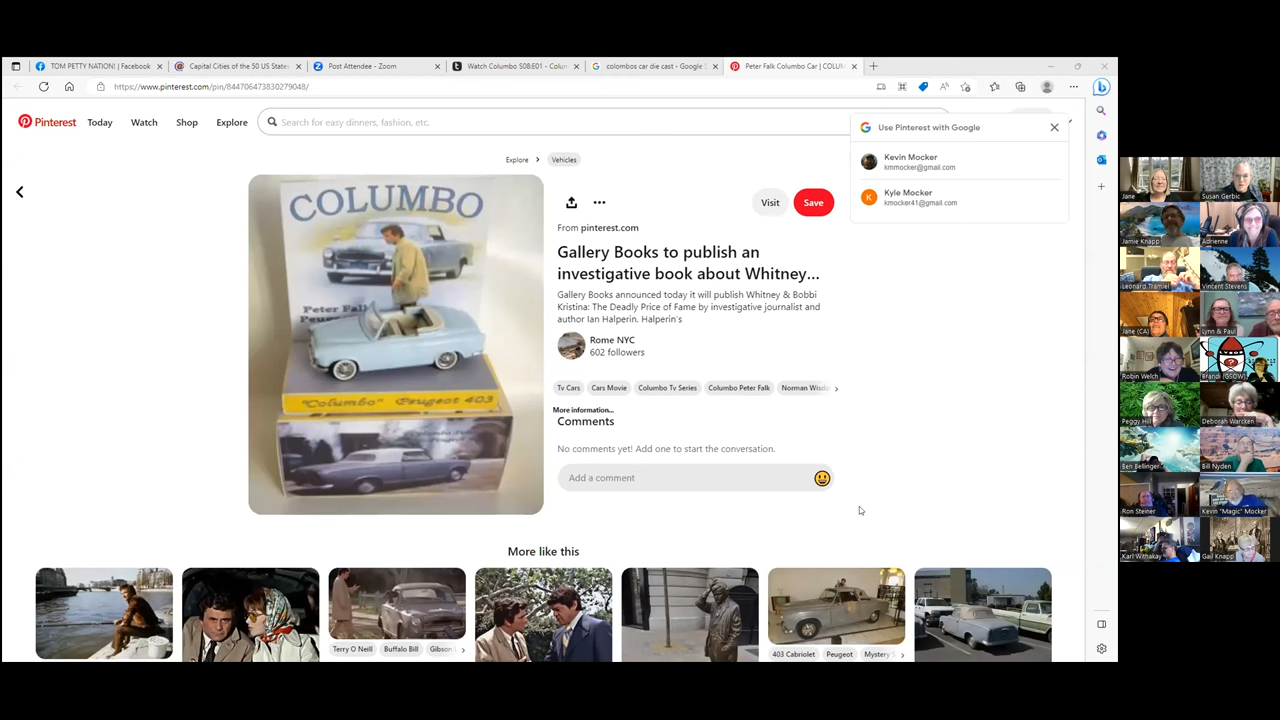 TOM PETTY NATION! | Facebook
Capital Cities of the 50 US States
Post Attendee - Zoom
Watch Columbo S08:E01 - Colum
colombos car die cast - Google S
Peter Falk Columbo Car | COLUM
https://www.pinterest.com/pin/844706473830279048/
Pinterest
Today
Watch
Shop
Explore
Search for easy dinners, fashion, etc.
Use Pinterest with Google
Kevin Mocker
kmmocker@gmail.com
Kyle Mocker
kmocker41@gmail.com
Explore
Vehicles
COLUMBO
Peter Fal
"Columbo" Peugeot 403
Visit
Save
From pinterest.com
Gallery Books to publish an
investigative book about Whitney...
Gallery Books announced today it will publish Whitney & Bobbi
Kristina: The Deadly Price of Fame by investigative journalist and
author Ian Halperin. Halperin's
Rome NYC
602 followers
Tv Cars
Cars Movie
Columbo Tv Series
Columbo Peter Falk
Norman Wisdo
More information...
Comments
No comments yet! Add one to start the conversation.
Add a comment
More like this
Terry O Neill
Buffalo Bill
Gibson
403 Cabriolet
Peugeot
Mystery S
Jane
Susan Gerbic
Jamie Knapp
Adrienne
Leonard Tramiel
Vincent Stevens
Jane (CA)
Lynn & Paul
Robin Welch
Brandi (GSOW)
Peggy Hill
Deborah Warcken
Ben Bellinger
Bill Nyden
Ron Steiner
Kevin "Magic" Mocker
Karl Withakay
Gail Knapp